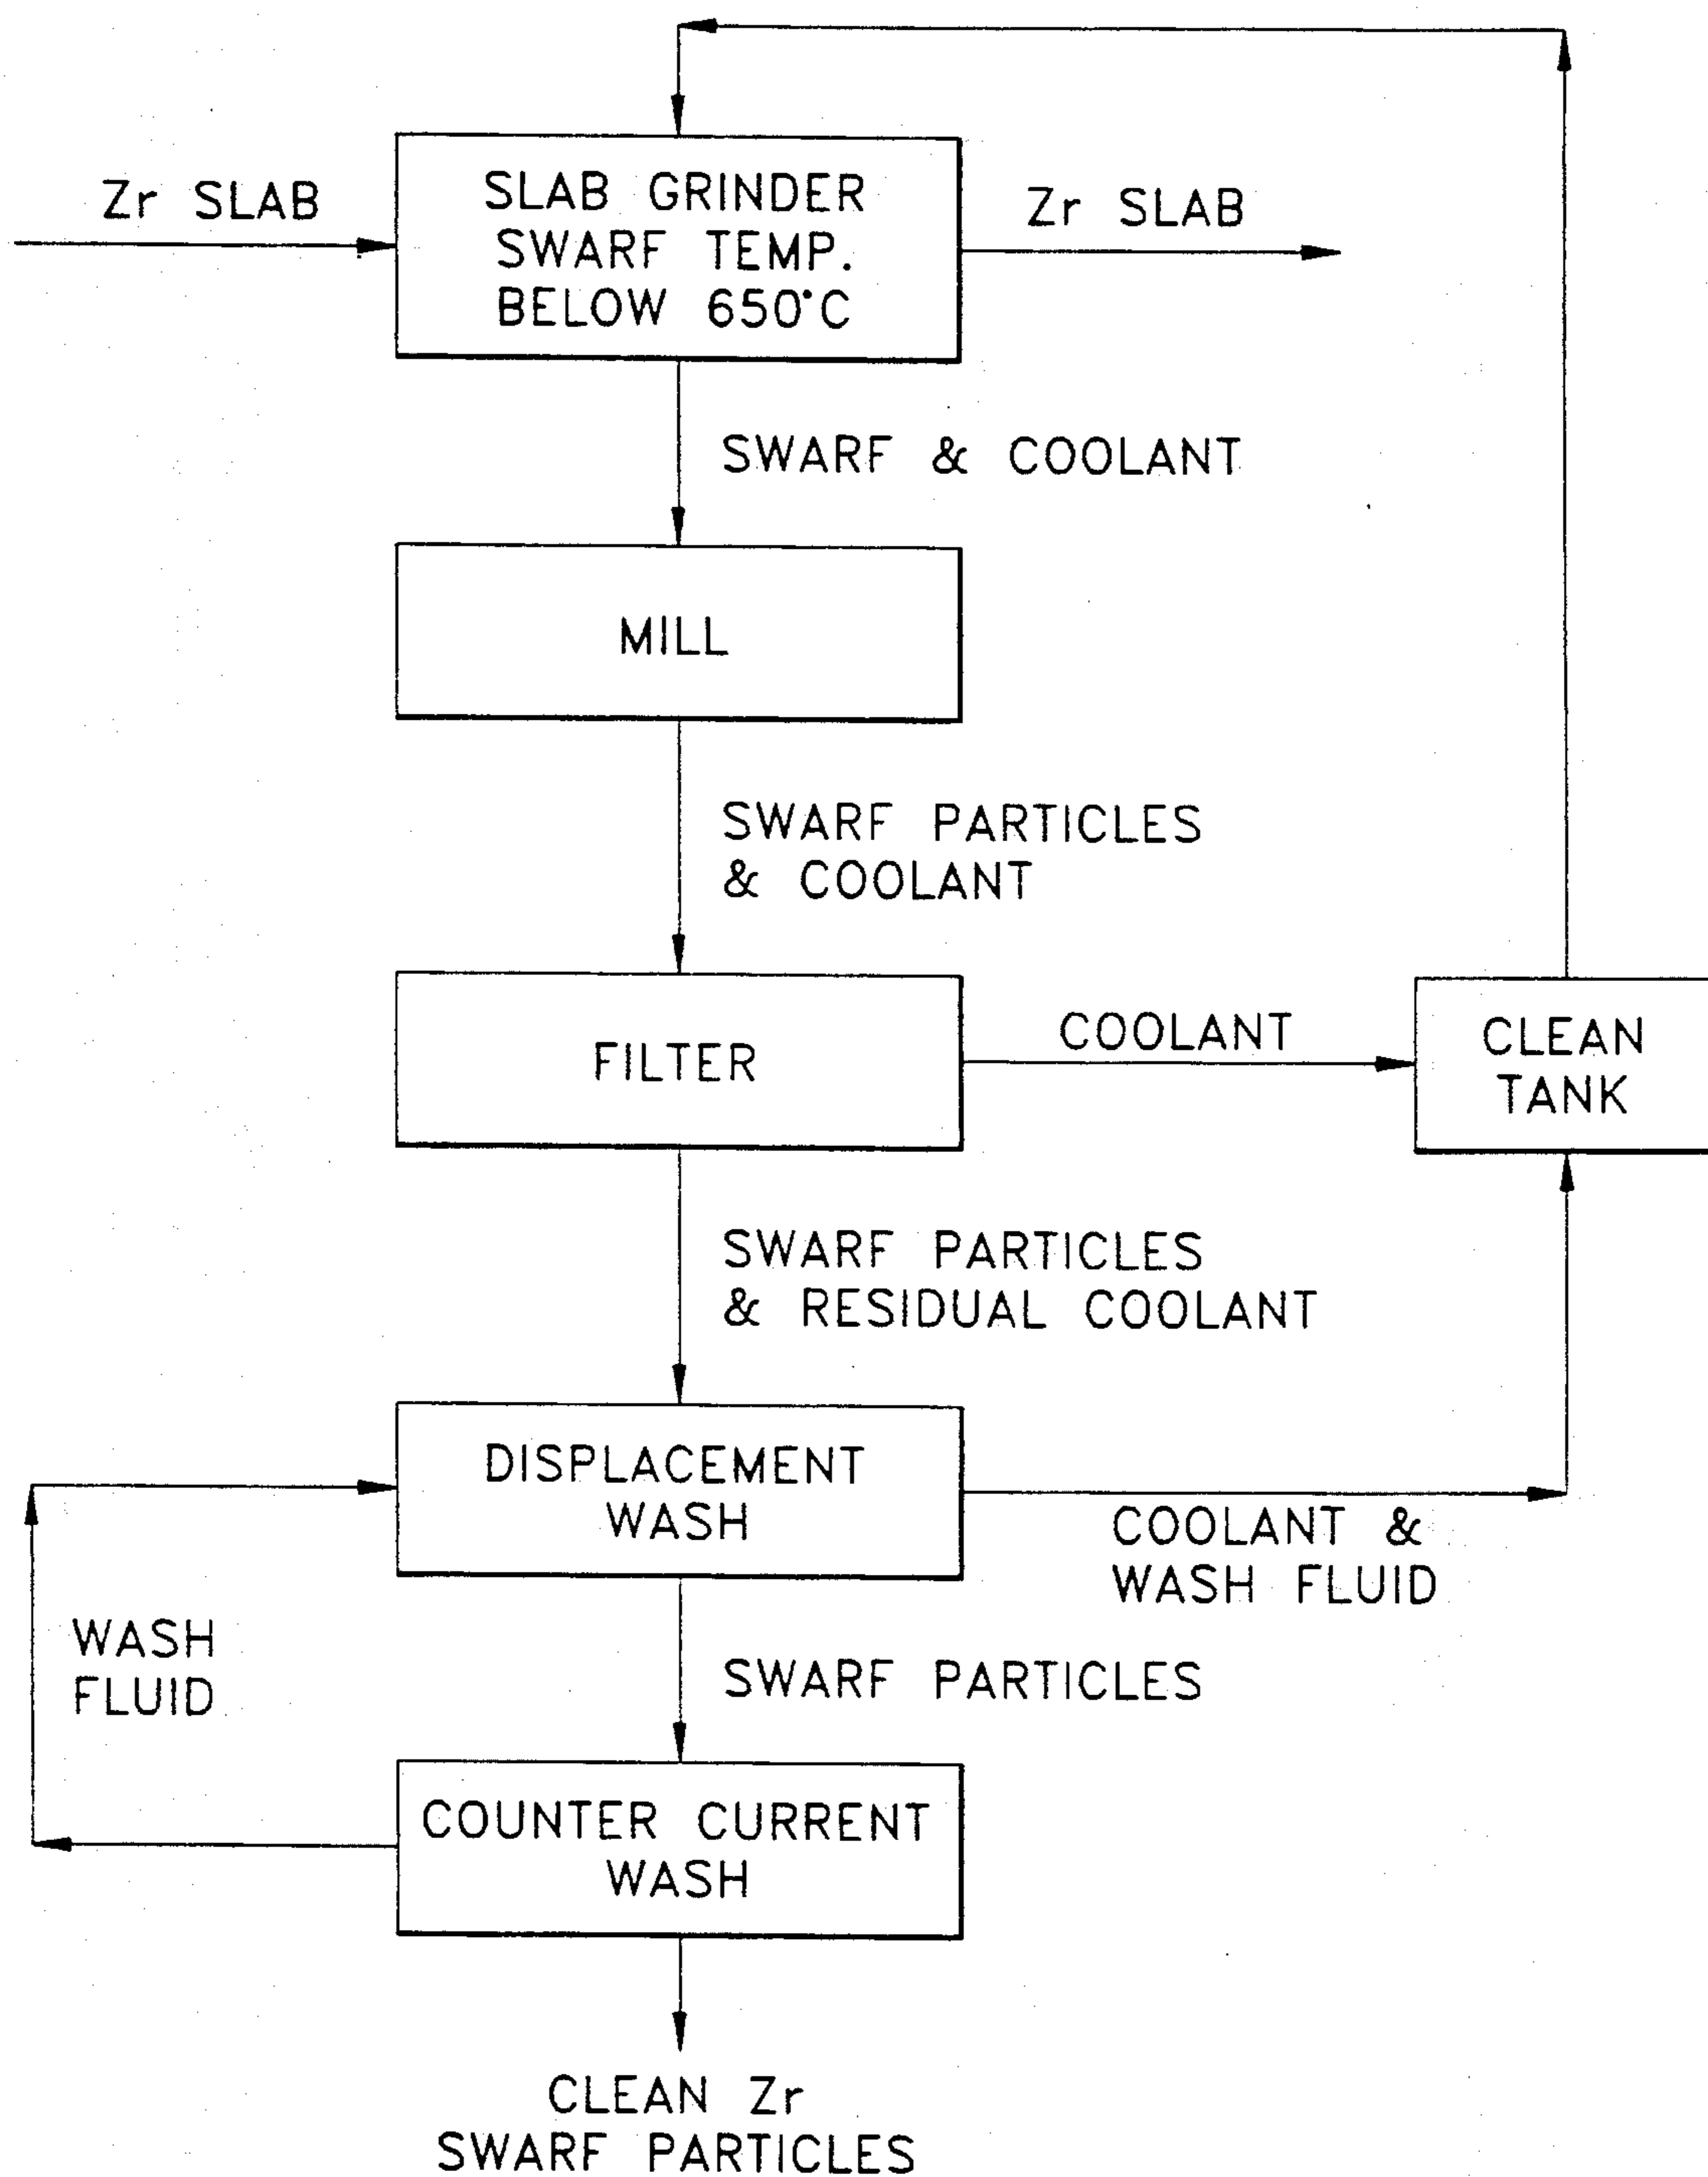 Zr SLAB
SLAB GRINDER
SWARF TEMP.
BELOW 650°C
Zr SLAB
SWARF & COOLANT
MILL
SWARF PARTICLES
& COOLANT
FILTER
COOLANT
CLEAN
TANK
SWARF PARTICLES
& RESIDUAL COOLANT
DISPLACEMENT
WASH
COOLANT &
WASH FLUID
WASH
FLUID
SWARF PARTICLES
COUNTER CURRENT
WASH
CLEAN Zr
SWARF PARTICLES